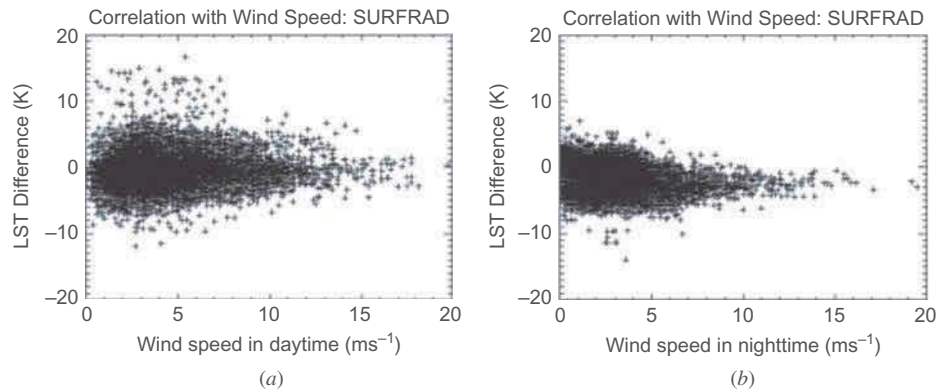 Correlation with Wind Speed: SURFRAD
20
10
0
–10
–20
LST Difference (K)
0
5
10
15
20
Wind speed in daytime (ms⁻¹)
(a)
Correlation with Wind Speed: SURFRAD
20
10
0
–10
–20
LST Difference (K)
0
5
10
15
20
Wind speed in nighttime (ms⁻¹)
(b)